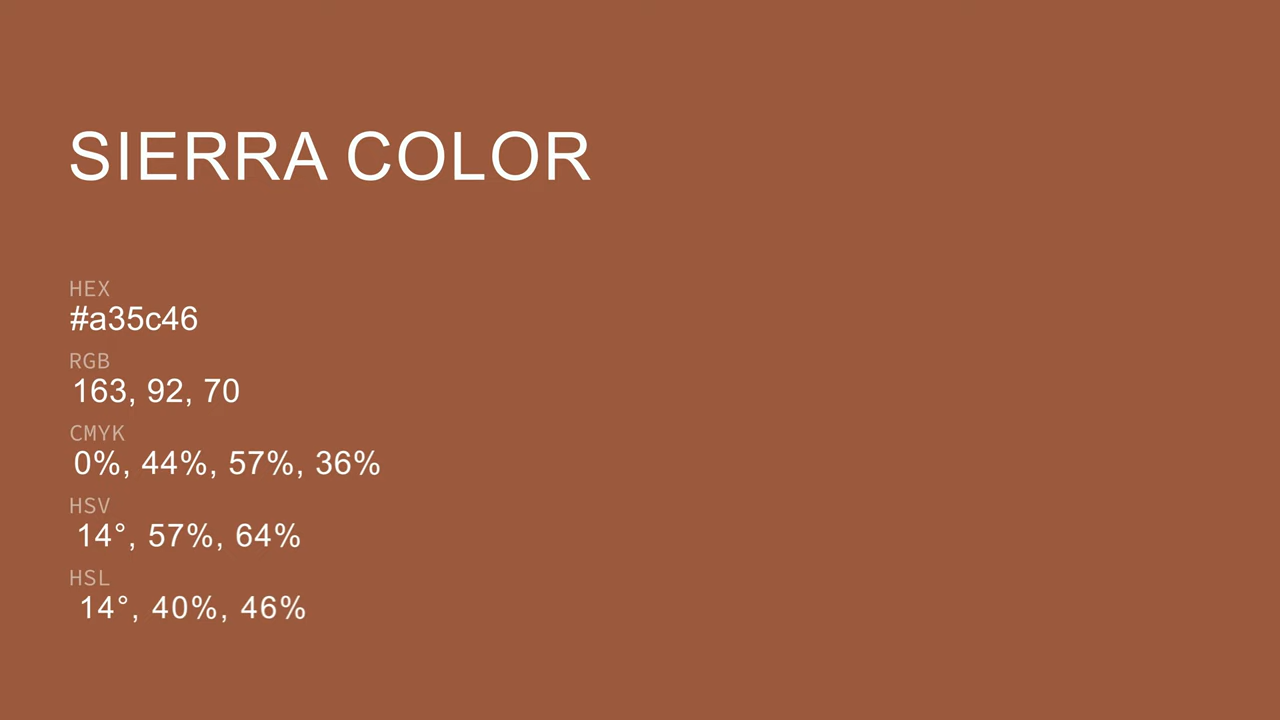 SIERRA COLOR
HEX
#a35c46
RGB
163, 92, 70
CMYK
0%, 44%, 57%, 36%
HSV
14°, 57%, 64%
HSL
14°, 40%, 46%